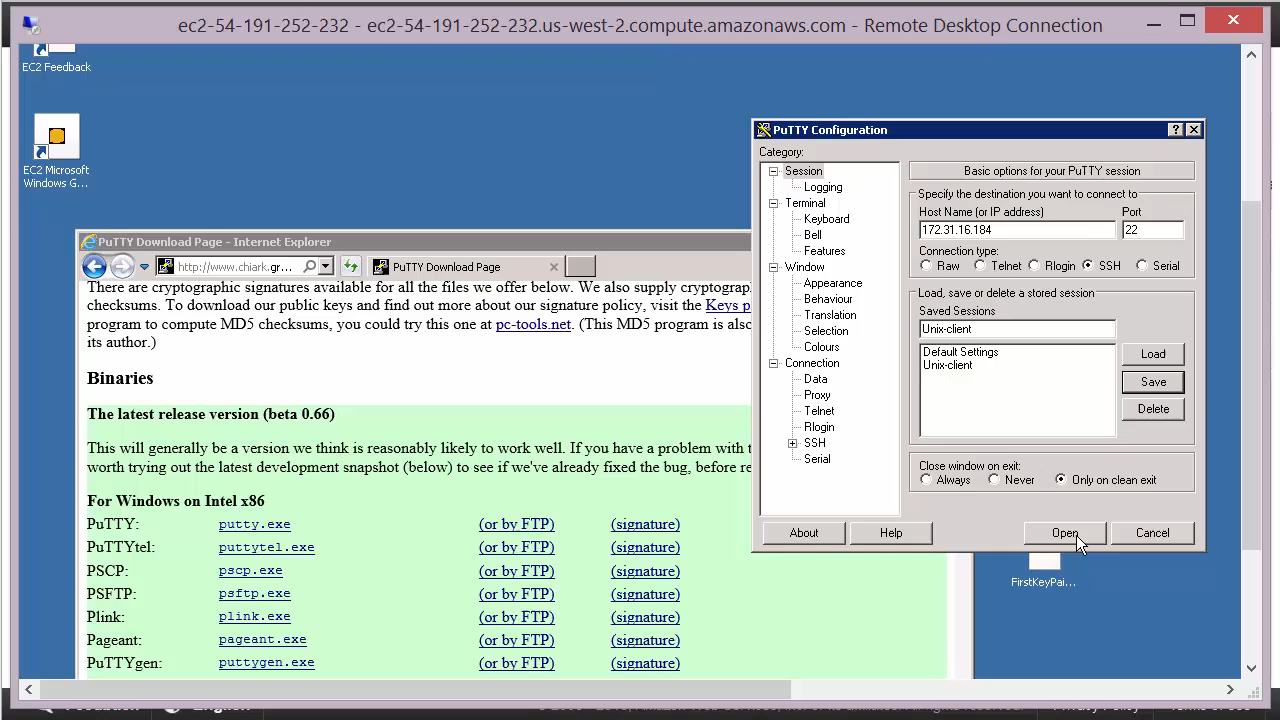 ec2-54-191-252-232 - ec2-54-191-252-232.us-west-2.compute.amazonaws.com - Remote Desktop Connection
EC2 Feedback
EC2 Microsoft
Windows G...
PuTTY Download Page - Internet Explorer
http://www.chiark.gr...
PuTTY Download Page
There are cryptographic signatures available for all the files we offer below. We also supply cryptogra
checksums. To download our public keys and find out more about our signature policy, visit the Keys p
program to compute MD5 checksums, you could try this one at pc-tools.net. (This MD5 program is also
its author.)
Binaries
The latest release version (beta 0.66)
This will generally be a version we think is reasonably likely to work well. If you have a problem with t
worth trying out the latest development snapshot (below) to see if we've already fixed the bug, before re
For Windows on Intel x86
PuTTY: putty.exe (or by FTP) (signature)
PuTTYtel: puttytel.exe (or by FTP) (signature)
PSCP: pscp.exe (or by FTP) (signature)
PSFTP: psftp.exe (or by FTP) (signature)
Plink: plink.exe (or by FTP) (signature)
Pageant: pageant.exe (or by FTP) (signature)
PuTTYgen: puttygen.exe (or by FTP) (signature)
PuTTY Configuration
Category:
Session
Logging
Terminal
Keyboard
Bell
Features
Window
Appearance
Behaviour
Translation
Selection
Colours
Connection
Data
Proxy
Telnet
Rlogin
SSH
Serial
Basic options for your PuTTY session
Specify the destination you want to connect to
Host Name (or IP address) Port
172.31.16.184 22
Connection type:
Raw Telnet Rlogin SSH Serial
Load, save or delete a stored session
Saved Sessions
Unix-client
Default Settings
Unix-client
Load
Save
Delete
Close window on exit:
Always Never Only on clean exit
About Help Open Cancel
FirstKeyPai...